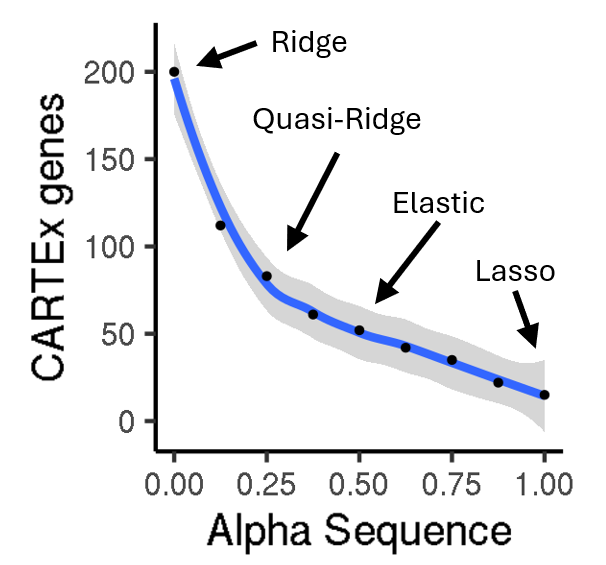 Ridge
Quasi-Ridge
Elastic
Lasso
CARTEx genes
200
150
100
50
0
0.00 0.25 0.50 0.75 1.00
Alpha Sequence